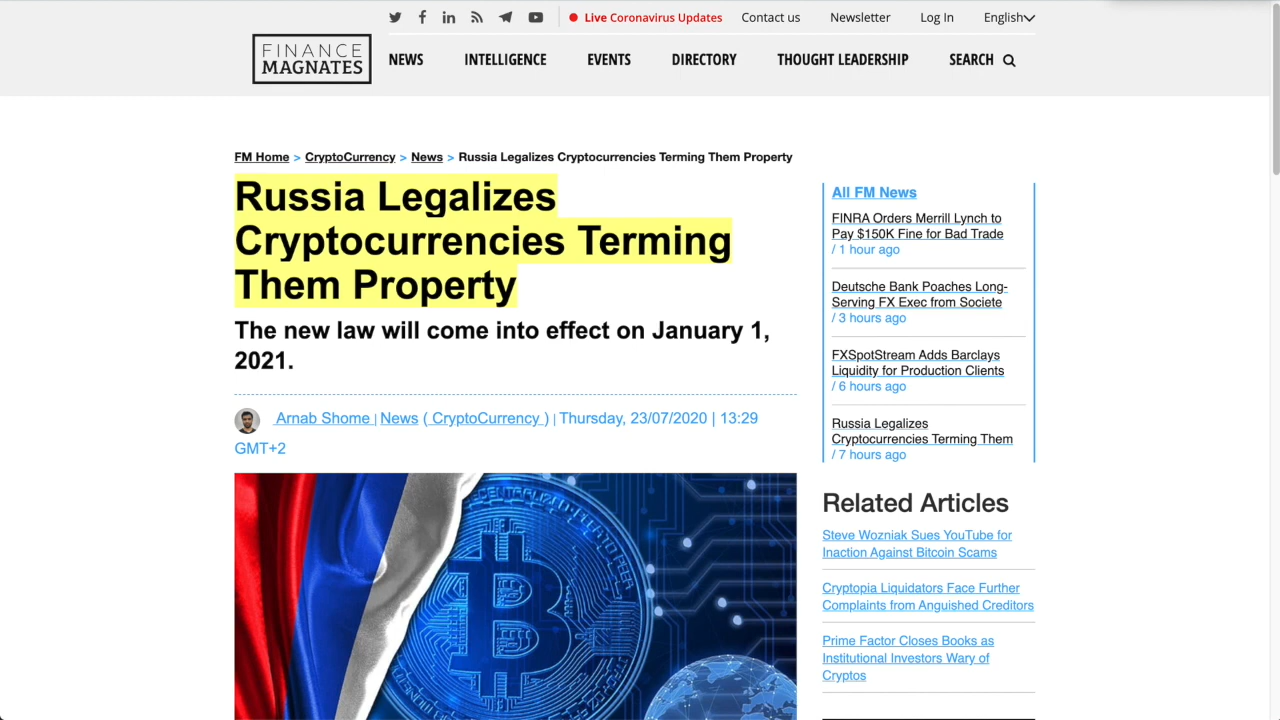 Live Coronavirus Updates
Contact us
Newsletter
Log In
English
FINANCE
MAGNATES
NEWS
INTELLIGENCE
EVENTS
DIRECTORY
THOUGHT LEADERSHIP
SEARCH
FM Home > CryptoCurrency > News > Russia Legalizes Cryptocurrencies Terming Them Property
Russia Legalizes
Cryptocurrencies Terming
Them Property
The new law will come into effect on January 1,
2021.
Arnab Shome | News ( CryptoCurrency ) | Thursday, 23/07/2020 | 13:29
GMT+2
All FM News
FINRA Orders Merrill Lynch to
Pay $150K Fine for Bad Trade
/ 1 hour ago
Deutsche Bank Poaches Long-
Serving FX Exec from Societe
/ 3 hours ago
FXSpotStream Adds Barclays
Liquidity for Production Clients
/ 6 hours ago
Russia Legalizes
Cryptocurrencies Terming Them
/ 7 hours ago
Related Articles
Steve Wozniak Sues YouTube for
Inaction Against Bitcoin Scams
Cryptopia Liquidators Face Further
Complaints from Anguished Creditors
Prime Factor Closes Books as
Institutional Investors Wary of
Cryptos